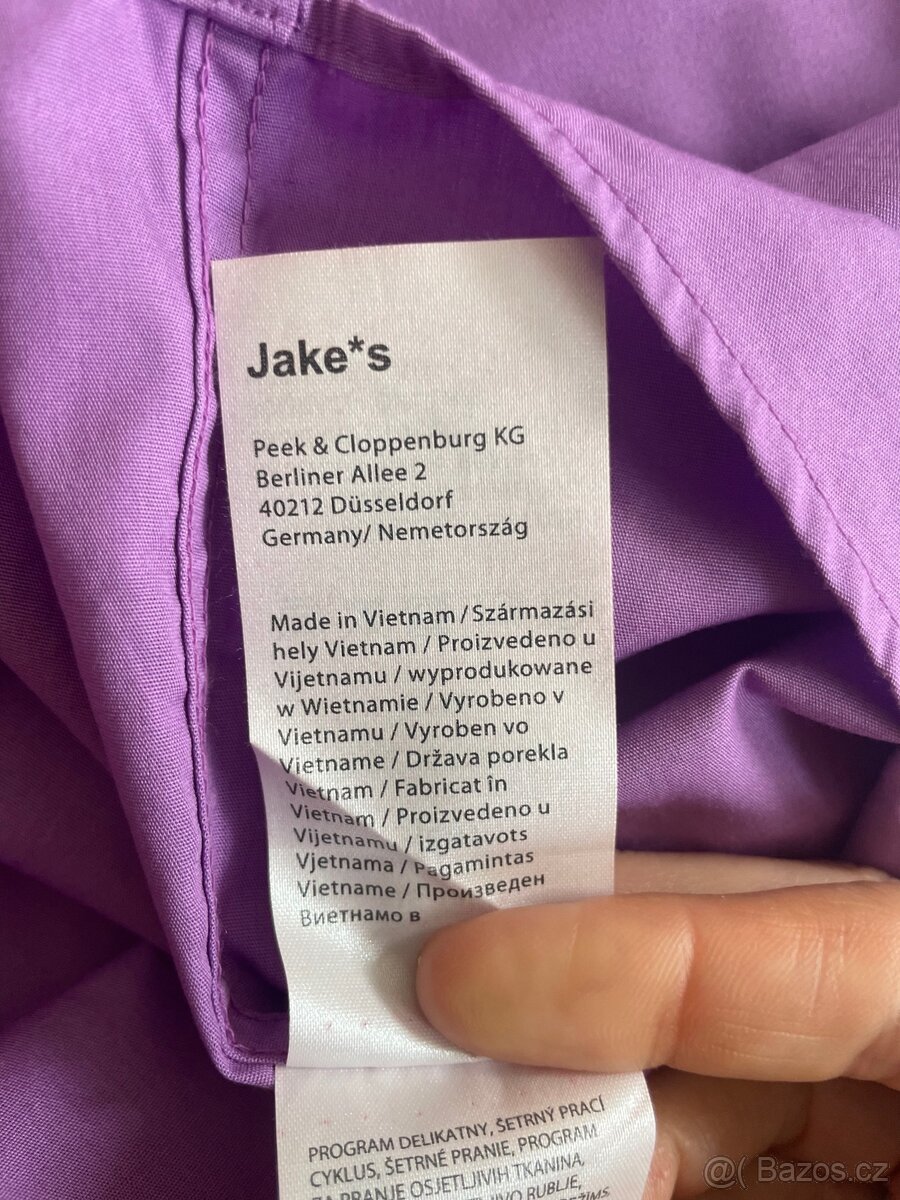 Jake*s
Peek & Cloppenburg KG
Berliner Allee 2
40212 Düsseldorf
Germany/ Nemetország
Made in Vietnam / Származási
hely Vietnam / Proizvedeno u
Vijetnamu / wyprodukowane
w Wietnamie / Vyrobeno v
Vietnamu / Vyroben vo
Vietname / Država porekla
Vietnam / Fabricat în
Vietnam / Proizvedeno u
Vijetnamu / izgatavots
Vjetnama / Pagamintas
Vietname / Произведен
Виетнамо в
PROGRAM DELIKATNY, ŠETRNÝ PRACÍ
CYKLUS, ŠETRNÉ PRANIE, PROGRAM
ZA PRANJE OSJETLJIVIH TKANINA,
RUBLJE,
@( Bazos.cz